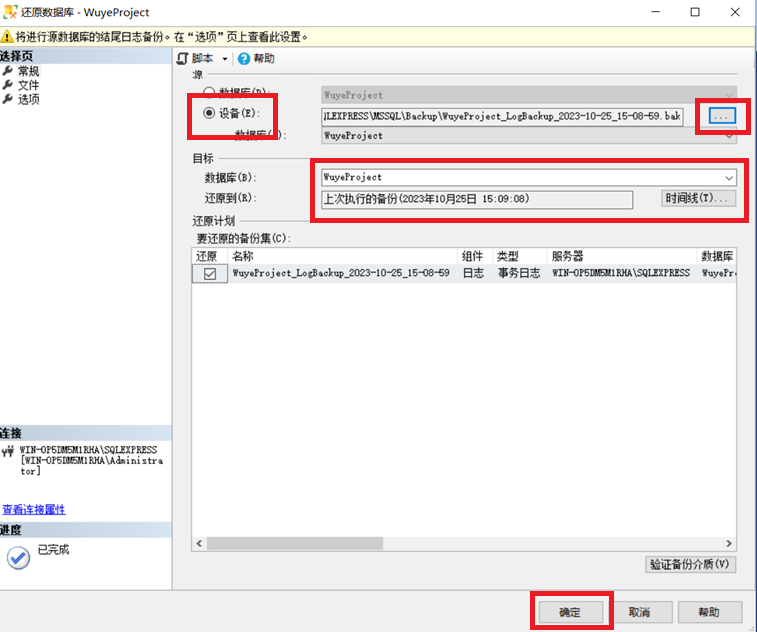 还原数据库 - WuyeProject
将进行源数据库的结尾日志备份。在“选项”页上查看此设置。
选择页
常规
文件
选项
脚本
帮助
源
数据库(D):
WuyeProject
设备(E):
LEXPRESS\MSSQL\Backup\WuyeProject_LogBackup_2023-10-25_15-08-59.bak
...
数据库( ):
WuyeProject
目标
数据库(B):
WuyeProject
还原到(R):
上次执行的备份(2023年10月25日 15:09:08)
时间线(T)...
还原计划
要还原的备份集(C):
还原 名称 组件 类型 服务器 数据库
WuyeProject_LogBackup_2023-10-25_15-08-59 日志 事务日志 WIN-OP5DM5M1RHA\SQLEXPRESS WuyePr
连接
WIN-OP5DM5M1RHA\SQLEXPRESS
[WIN-OP5DM5M1RHA\Administra
tor]
查看连接属性
进度
已完成
验证备份介质(V)
确定
取消
帮助